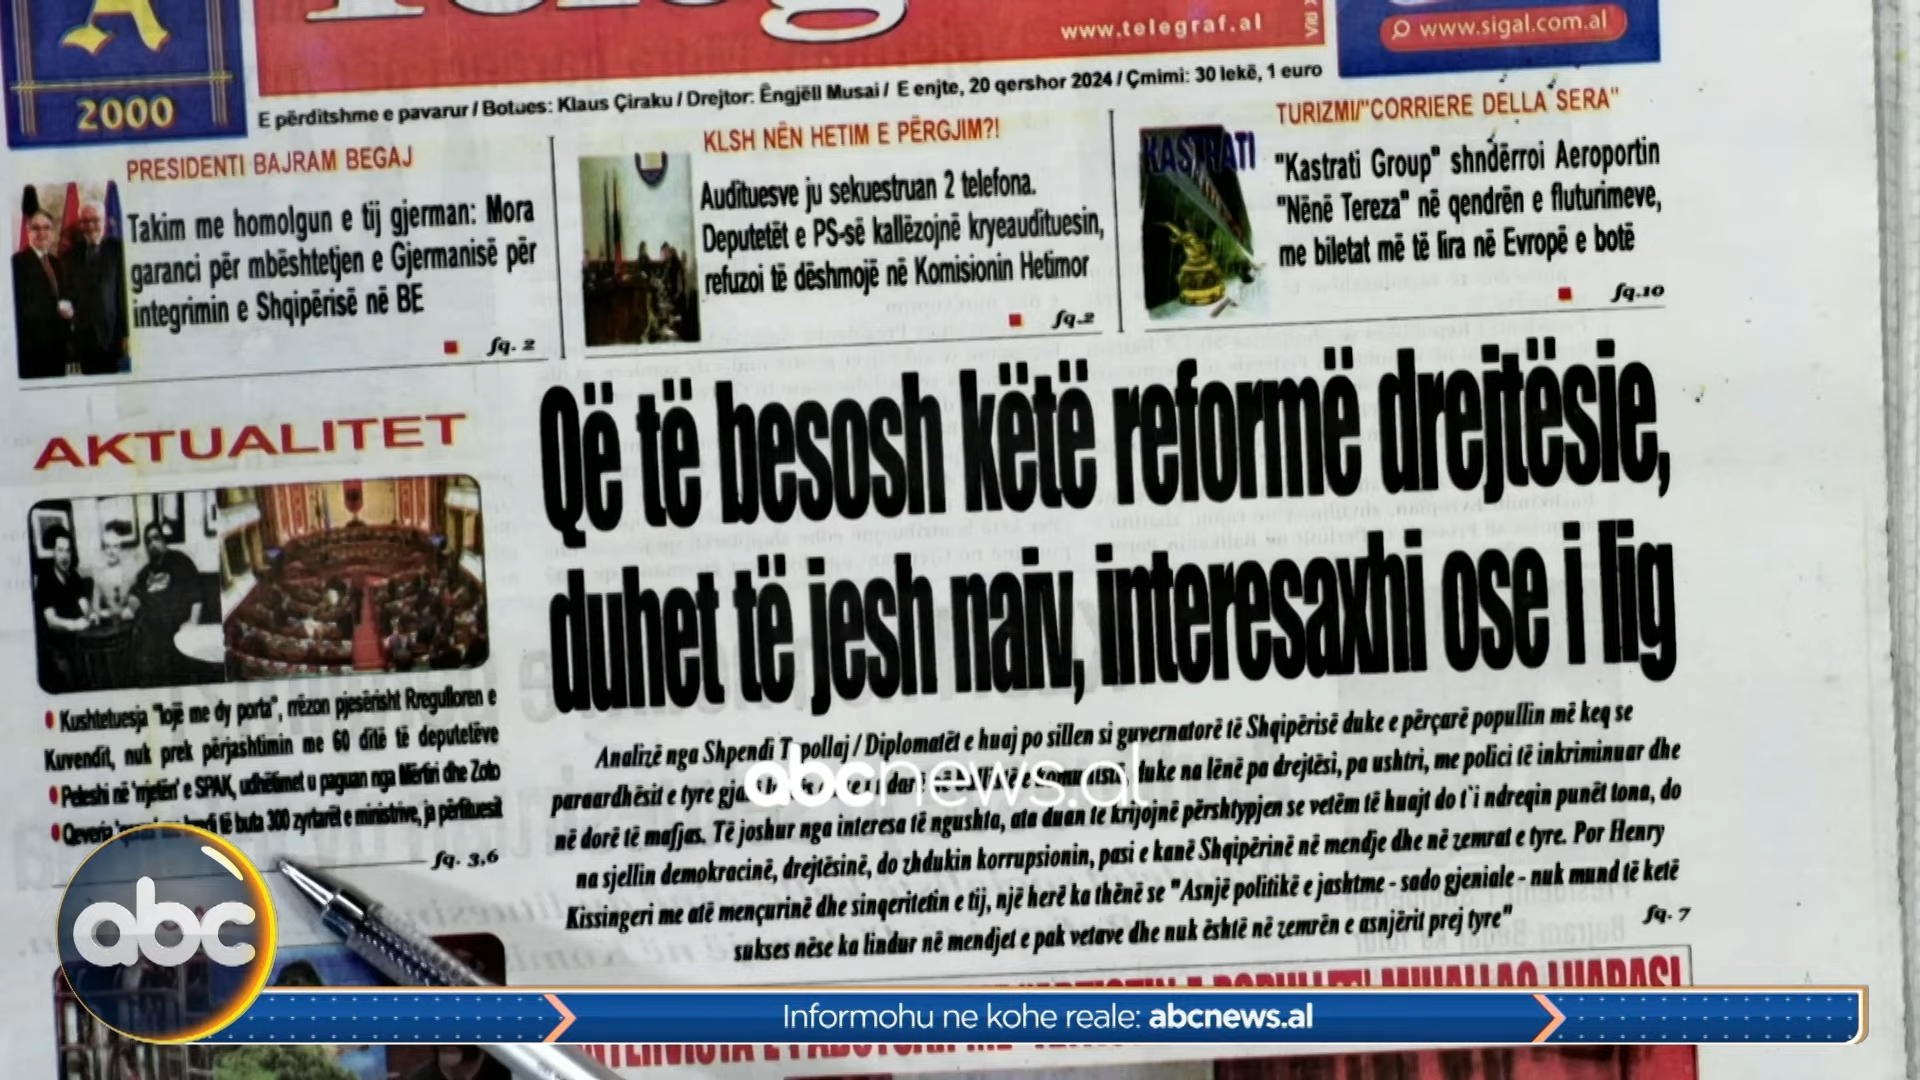 A
2000
www.telegraf.al
www.sigal.com.al
E përditshme e pavarur / Botues: Klaus Çiraku / Drejtor: Ëngjëll Musai / E enjte, 20 qershor 2024 / Çmimi: 30 lekë, 1 euro
PRESIDENTI BAJRAM BEGAJ
Takim me homolgun e tij gjerman: Mora
garanci për mbështetjen e Gjermanisë për
integrimin e Shqipërisë në BE
fq. 2
KLSH NËN HETIM E PËRGJIM?!
Audituesve ju sekuestruan 2 telefona.
Deputetët e PS-së kallëzojnë kryeaudituesin,
refuzoi të dëshmojë në Komisionin Hetimor
fq.2
TURIZMI/"CORRIERE DELLA SERA"
KASTRATI
"Kastrati Group" shndërroi Aeroportin
"Nënë Tereza" në qendrën e fluturimeve,
me biletat më të lira në Evropë e botë
fq.10
AKTUALITET
Kushtetuesja "lojë me dy porta", rrëzon pjesërisht Rregulloren e
Kuvendit, nuk prek përjashtimin me 60 ditë të deputetëve
Peleshi në 'rrjetën' e SPAK, udhëtimet u paguan nga Mërtiri dhe Zoto
Qeveria të buta 300 zyrtarët e ministrive, ja përfituesit
fq. 3,6
Që të besosh këtë reformë drejtësie,
duhet të jesh naiv, interesaxhi ose i lig
Analizë nga Shpendi Topollaj / Diplomatët e huaj po sillen si guvernatorë të Shqipërisë duke e përçarë popullin më keq se
paraardhësit e tyre duke na lënë pa drejtësi, pa ushtri, me polici të inkriminuar dhe
në dorë të mafjas. Të joshur nga interesa të ngushta, ata duan te krijojnë përshtypjen se vetëm të huajt do t`i ndreqin punët tona, do
na sjellin demokracinë, drejtësinë, do zhdukin korrupsionin, pasi e kanë Shqipërinë në mendje dhe në zemrat e tyre. Por Henry
Kissingeri me atë mençurinë dhe sinqeritetin e tij, një herë ka thënë se "Asnjë politikë e jashtme - sado gjeniale - nuk mund të ketë
sukses nëse ka lindur në mendjet e pak vetave dhe nuk është në zemrën e asnjërit prej tyre"
fq. 7
abcnews.al
abc
Informohu ne kohe reale: abcnews.al